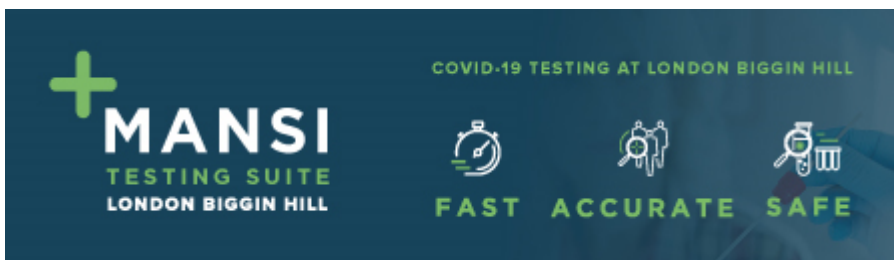 MANSI
TESTING SUITE
LONDON BIGGIN HILL
COVID-19 TESTING AT LONDON BIGGIN HILL
FAST ACCURATE SAFE